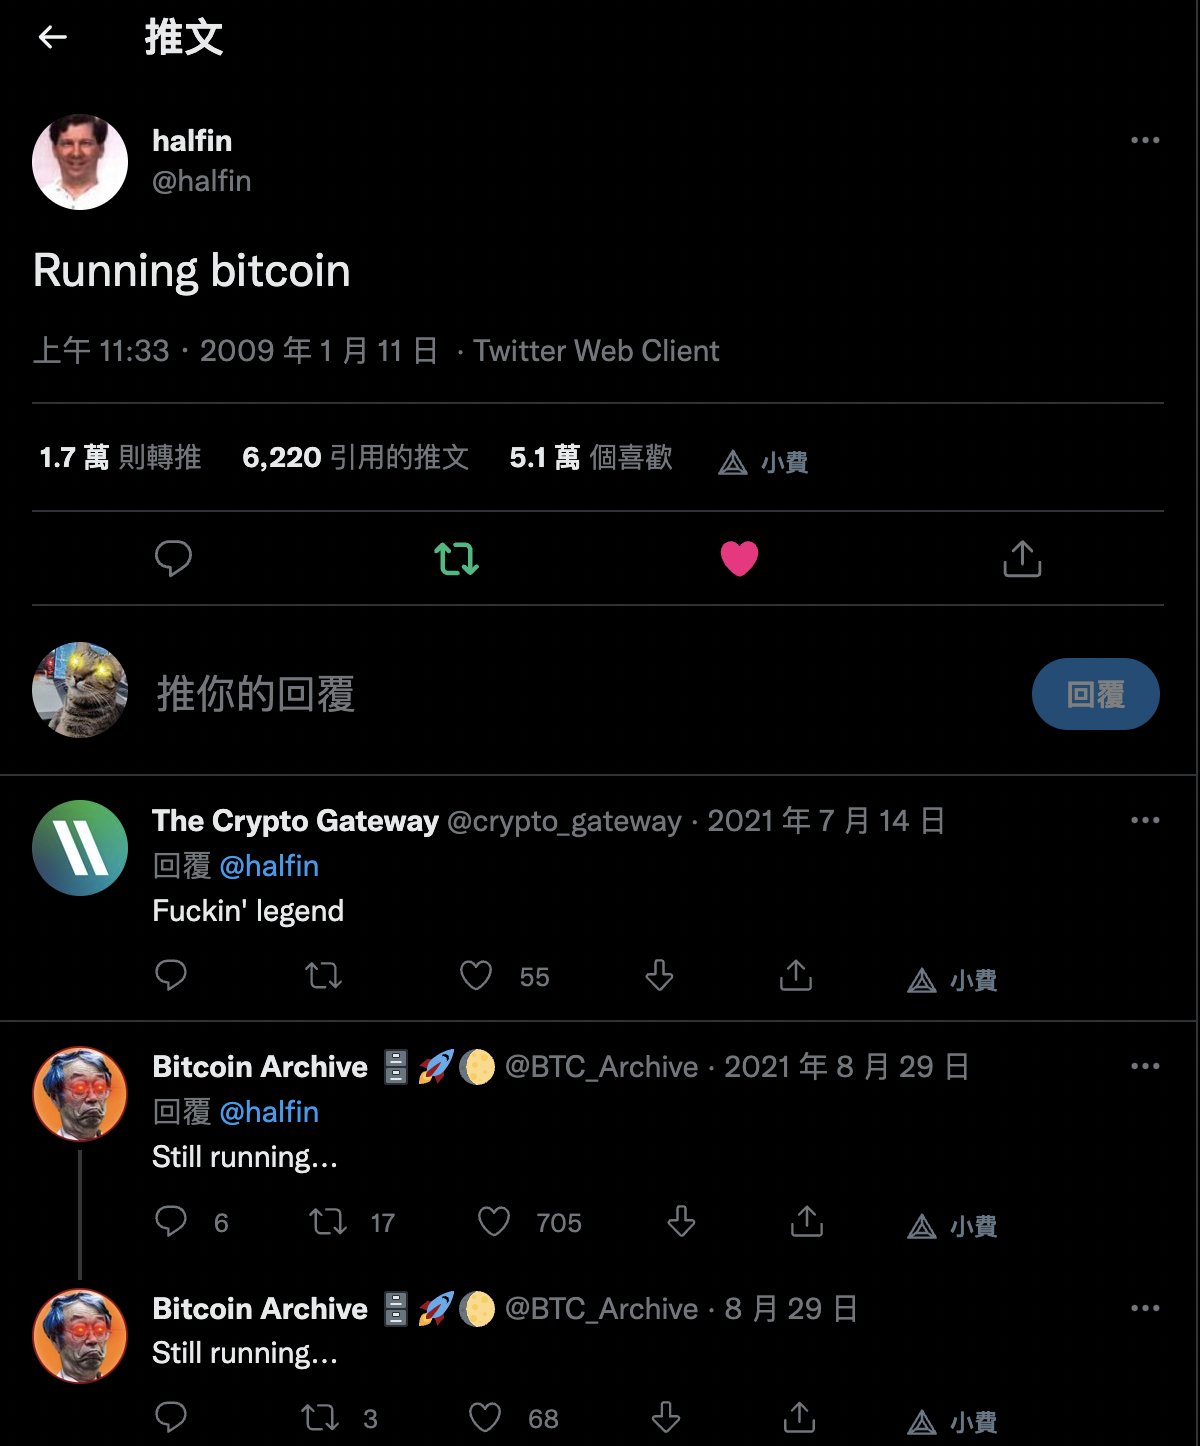 推文
halfin
@halfin
Running bitcoin
上午 11:33 · 2009 年 1 月 11 日 · Twitter Web Client
1.7 萬 則轉推 6,220 引用的推文 5.1 萬 個喜歡 小費
推你的回覆 回覆
The Crypto Gateway @crypto_gateway · 2021 年 7 月 14 日
回覆 @halfin
Fuckin' legend
55 小費
Bitcoin Archive 🗄🚀🌔 @BTC_Archive · 2021 年 8 月 29 日
回覆 @halfin
Still running...
6 17 705 小費
Bitcoin Archive 🗄🚀🌔 @BTC_Archive · 8 月 29 日
Still running...
3 68 小費